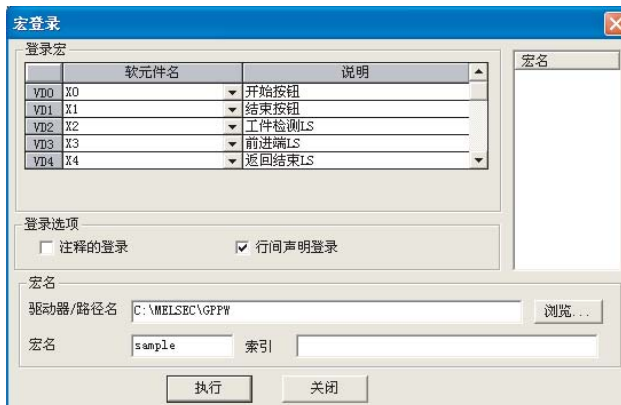 宏登录
登录宏
软元件名 说明
VD0 X0 开始按钮
VD1 X1 结束按钮
VD2 X2 工件检测LS
VD3 X3 前进端LS
VD4 X4 返回结束LS
宏名
登录选项
注释的登录 行间声明登录
宏名
驱动器/路径名 C:\MELSEC\GPPW 浏览...
宏名 sample 索引
执行 关闭